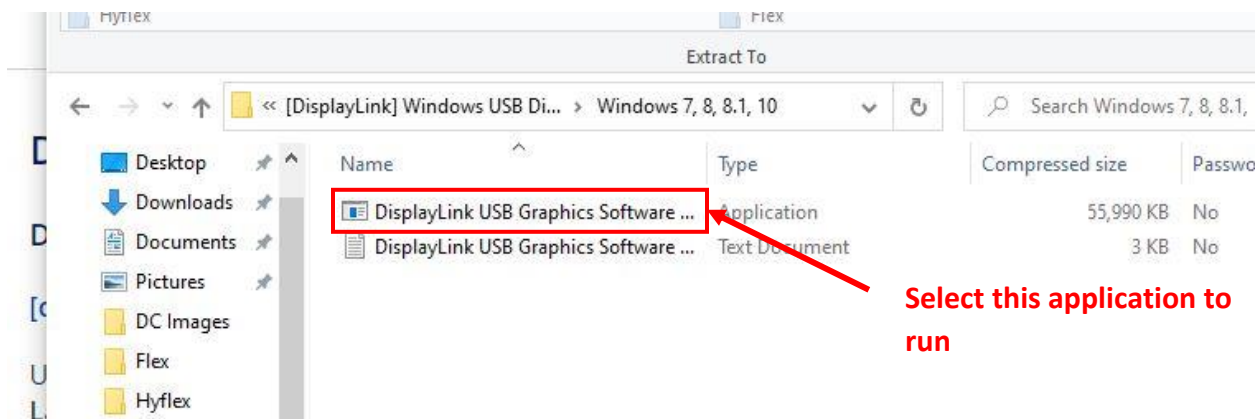 Hyflex Flex
Extract To
« [DisplayLink] Windows USB Di... › Windows 7, 8, 8.1, 10 Search Windows 7, 8, 8.1,
Desktop Name Type Compressed size Passwo
Downloads DisplayLink USB Graphics Software ... Application 55,990 KB No
Documents DisplayLink USB Graphics Software ... Text Document 3 KB No
Pictures
Select this application to
DC Images
run
Flex
Hyflex